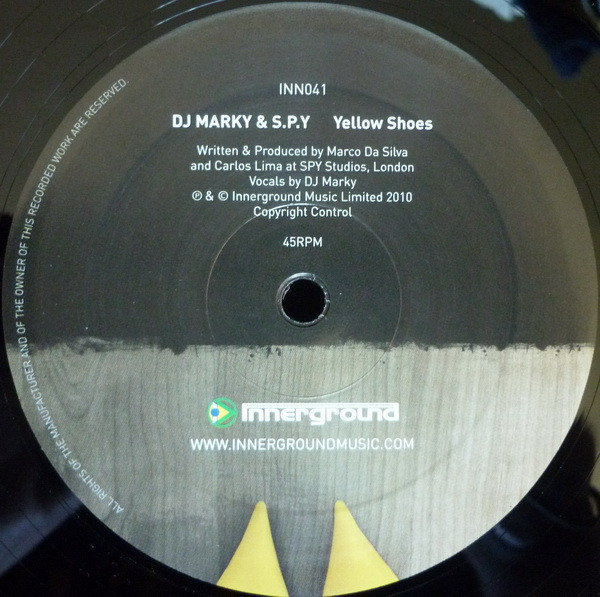 INN041
DJ MARKY & S.P.Y Yellow Shoes
Written & Produced by Marco Da Silva
and Carlos Lima at SPY Studios, London
Vocals by DJ Marky
℗ & © Innerground Music Limited 2010
Copyright Control
45RPM
Innerground
WWW.INNERGROUNDMUSIC.COM
ALL RIGHTS OF THE MANUFACTURER AND OF THE OWNER OF THIS RECORDED WORK ARE RESERVED.